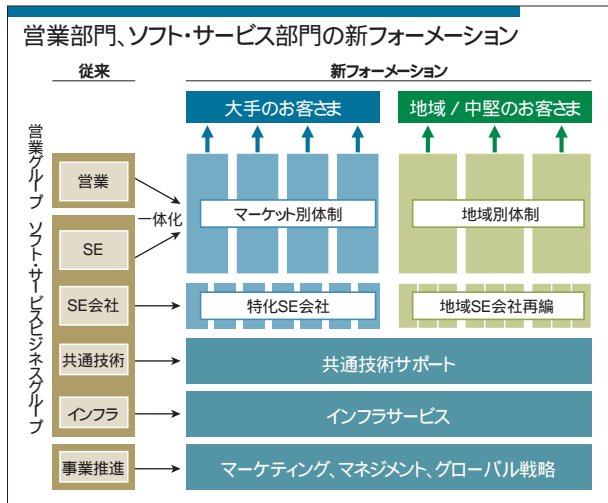 営業部門、ソフト・サービス部門の新フォーメーション
従来
新フォーメーション
大手のお客さま
地域 / 中堅のお客さま
営業グループ
ソフト・サービスビジネスグループ
営業
SE
一体化
SE会社
共通技術
インフラ
事業推進
マーケット別体制
地域別体制
特化SE会社
地域SE会社再編
共通技術サポート
インフラサービス
マーケティング、マネジメント、グローバル戦略